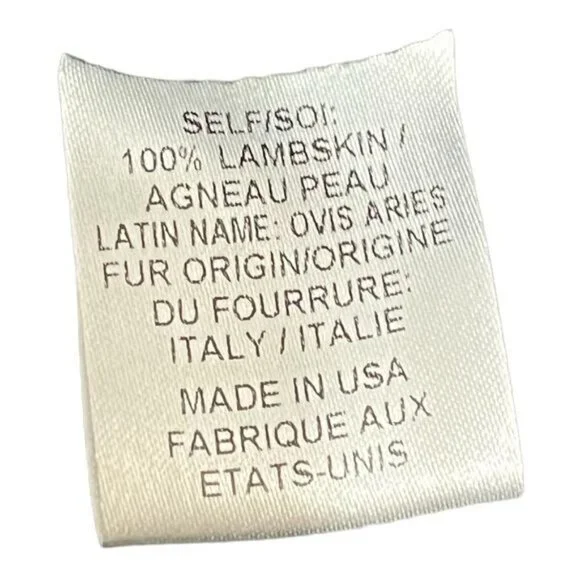 SELF/SOI:
100% LAMBSKIN /
AGNEAU PEAU
LATIN NAME: OVIS ARIES
FUR ORIGIN/ORIGINE
DU FOURRURE:
ITALY / ITALIE
MADE IN USA
FABRIQUE AUX
ETATS-UNIS